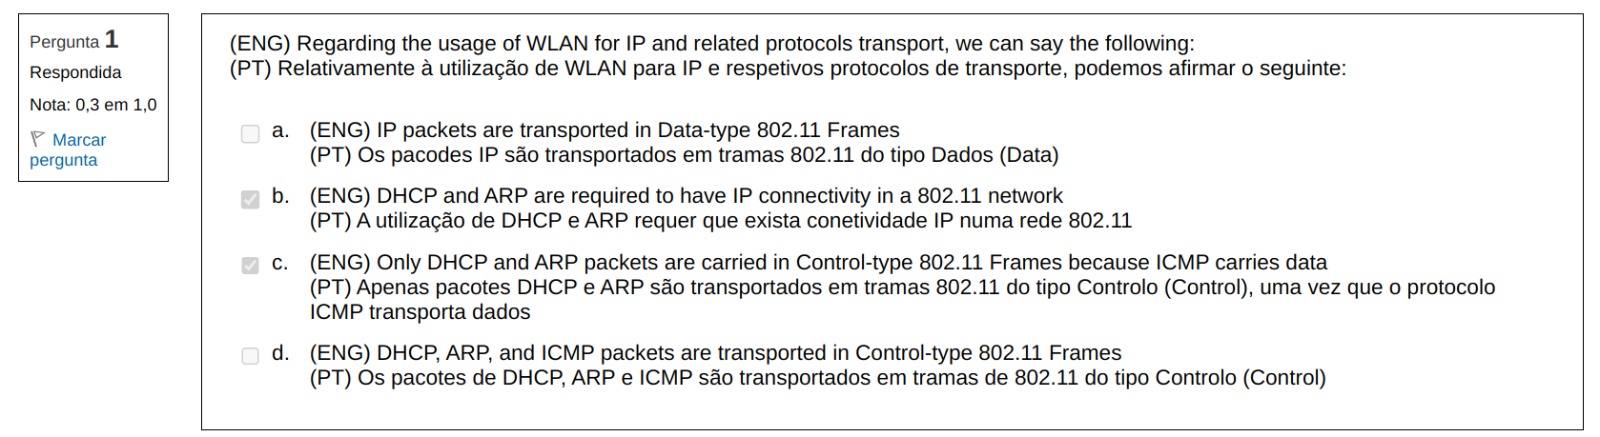 Pergunta 1
Respondida
Nota: 0,3 em 1,0
Marcar
pergunta
(ENG) Regarding the usage of WLAN for IP and related protocols transport, we can say the following:
(PT) Relativamente à utilização de WLAN para IP e respetivos protocolos de transporte, podemos afirmar o seguinte:
a. (ENG) IP packets are transported in Data-type 802.11 Frames
(PT) Os pacodes IP são transportados em tramas 802.11 do tipo Dados (Data)
b. (ENG) DHCP and ARP are required to have IP connectivity in a 802.11 network
(PT) A utilização de DHCP e ARP requer que exista conetividade IP numa rede 802.11
c. (ENG) Only DHCP and ARP packets are carried in Control-type 802.11 Frames because ICMP carries data
(PT) Apenas pacotes DHCP e ARP são transportados em tramas 802.11 do tipo Controlo (Control), uma vez que o protocolo
ICMP transporta dados
d. (ENG) DHCP, ARP, and ICMP packets are transported in Control-type 802.11 Frames
(PT) Os pacotes de DHCP, ARP e ICMP são transportados em tramas de 802.11 do tipo Controlo (Control)